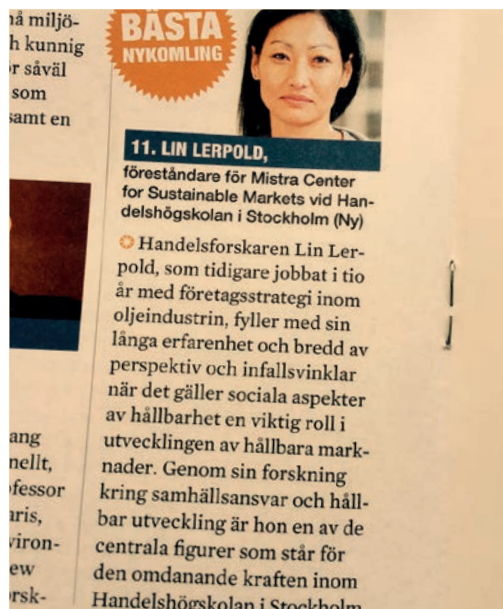 nå miljö-
h kunnig
r såväl
som
samt en
ang
nellt,
fessor
aris,
viron-
ew
rsk-
BÄSTA
NYKOMLING
11. LIN LERPOLD,
föreståndare för Mistra Center
for Sustainable Markets vid Han-
delshögskolan i Stockholm (Ny)
Handelsforskaren Lin Ler-
pold, som tidigare jobbat i tio
år med företagsstrategi inom
oljeindustrin, fyller med sin
långa erfarenhet och bredd av
perspektiv och infallsvinklar
när det gäller sociala aspekter
av hållbarhet en viktig roll i
utvecklingen av hållbara mark-
nader. Genom sin forskning
kring samhällsansvar och håll-
bar utveckling är hon en av de
centrala figurer som står för
den omdanande kraften inom
Handelshögskolan i Stockholm